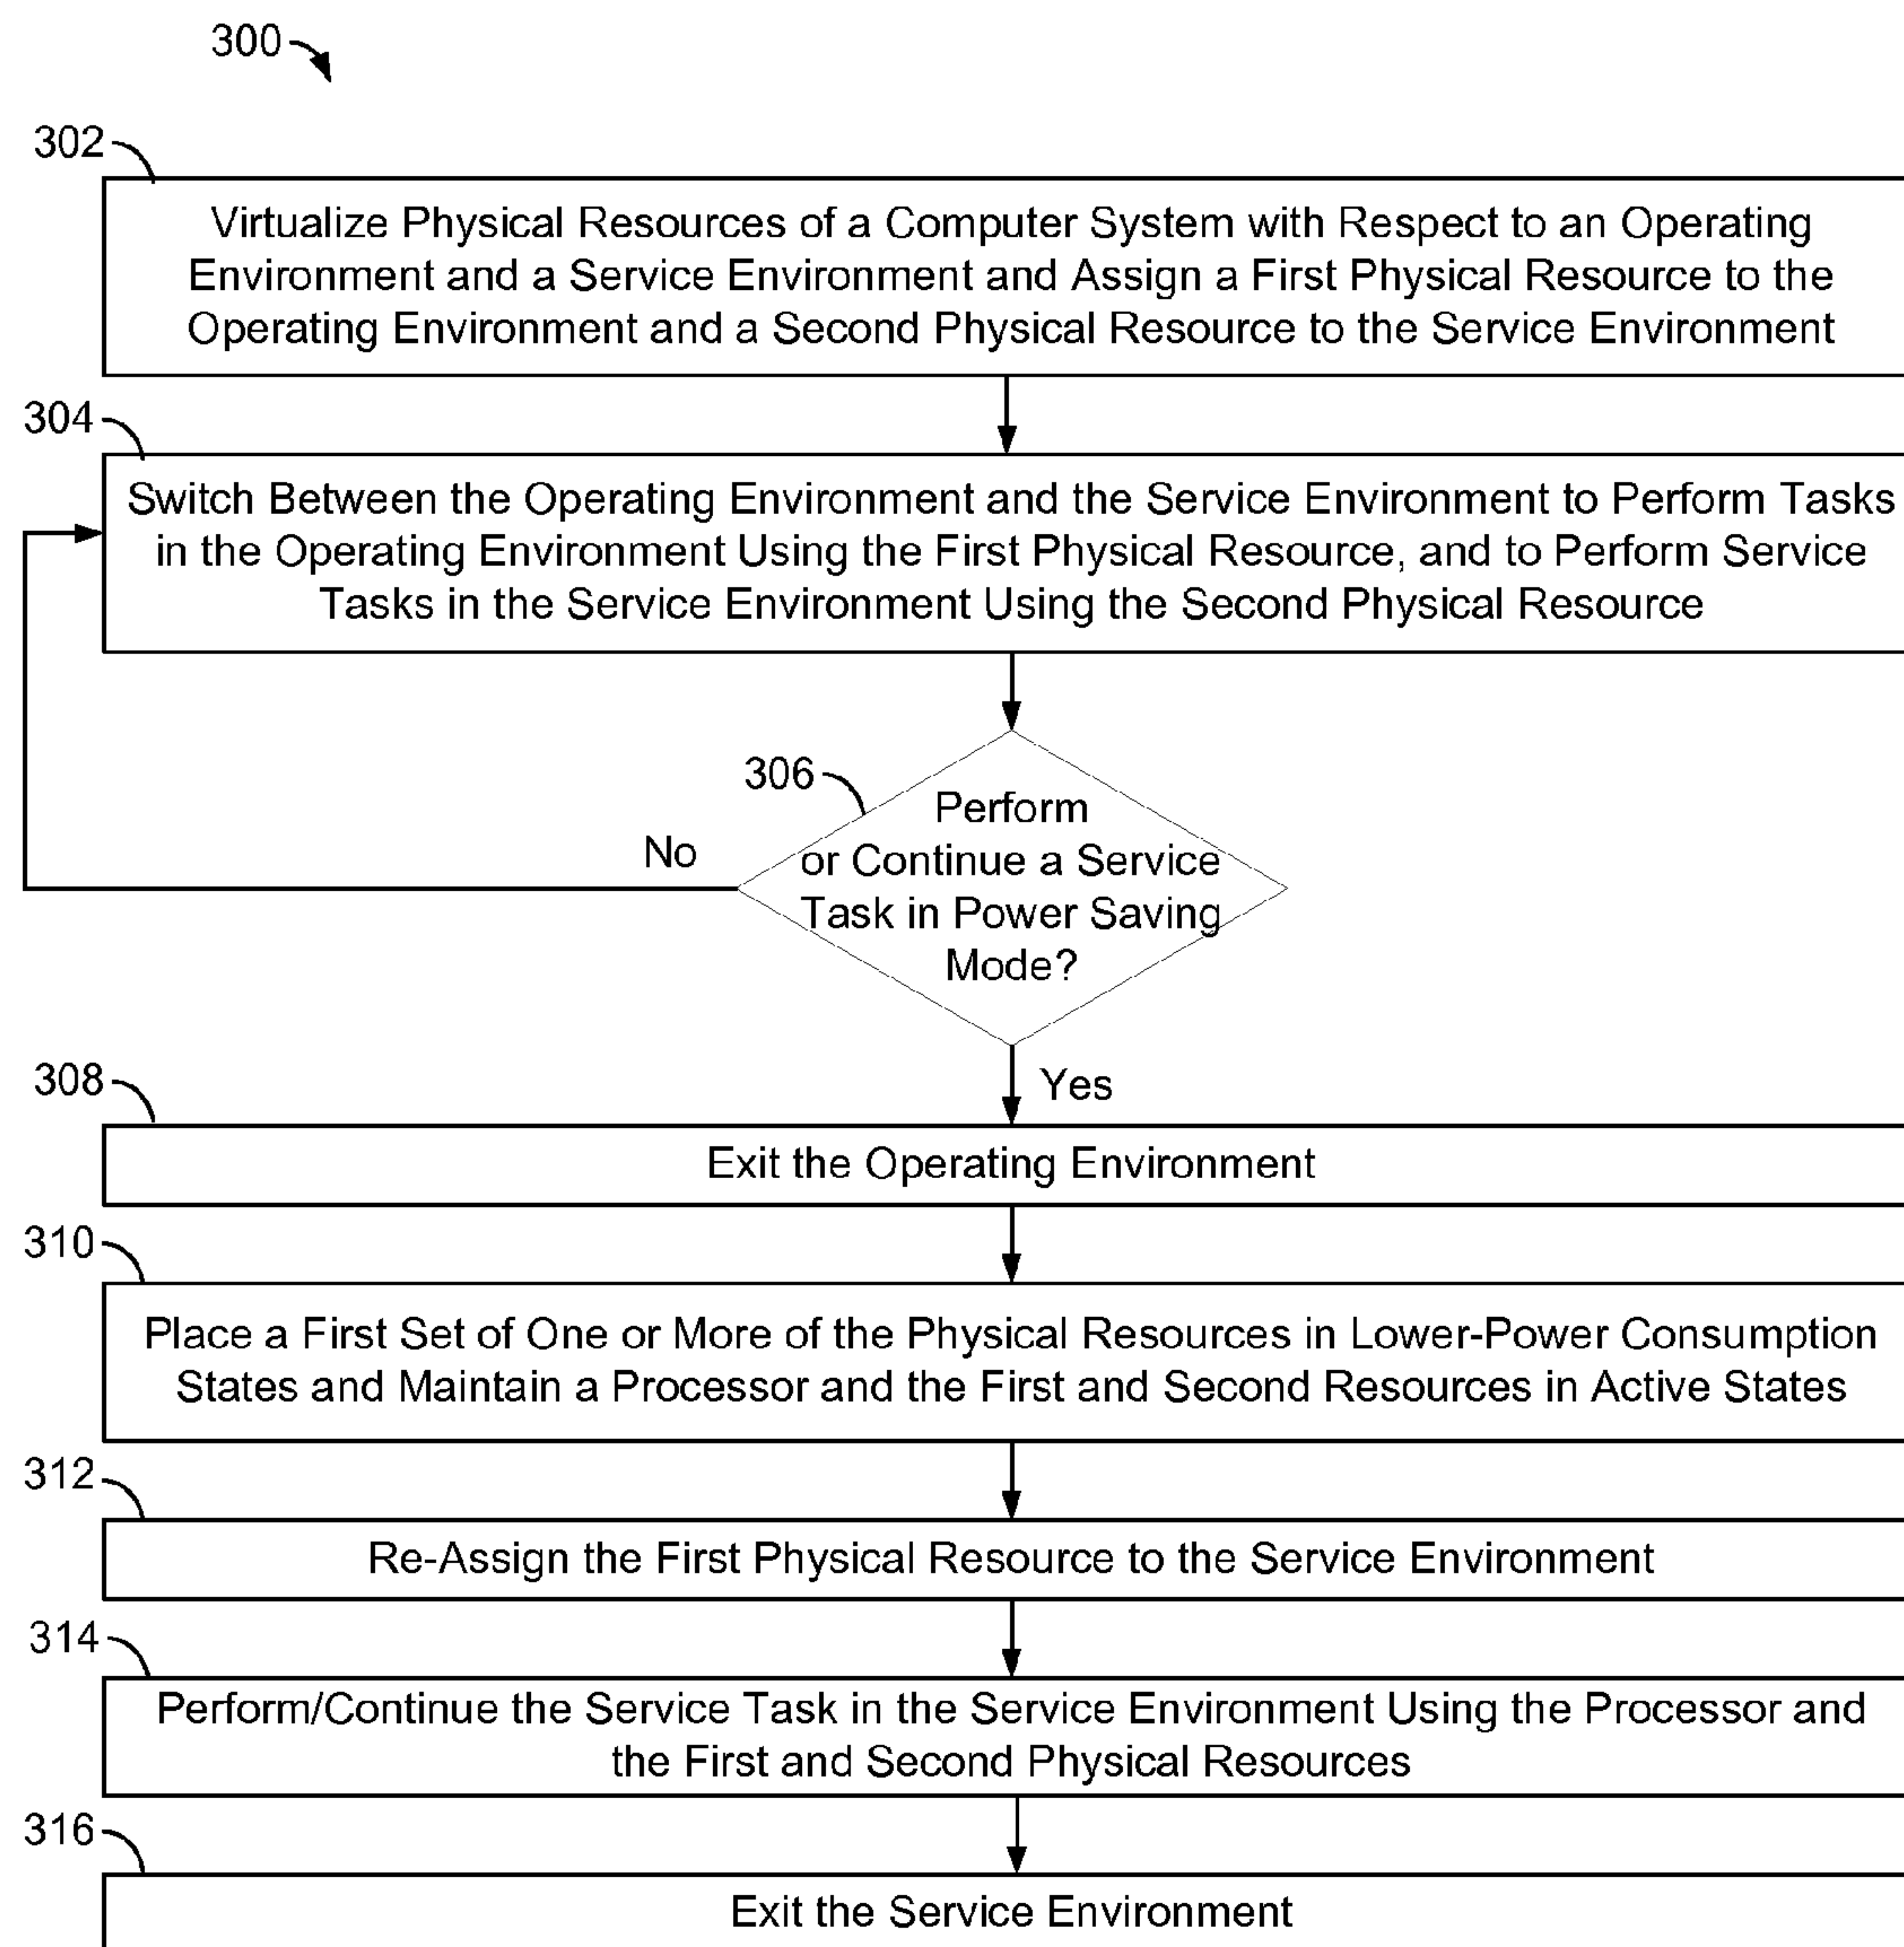 300
302
Virtualize Physical Resources of a Computer System with Respect to an Operating
Environment and a Service Environment and Assign a First Physical Resource to the
Operating Environment and a Second Physical Resource to the Service Environment
304
Switch Between the Operating Environment and the Service Environment to Perform Tasks
in the Operating Environment Using the First Physical Resource, and to Perform Service
Tasks in the Service Environment Using the Second Physical Resource
306
Perform
or Continue a Service
Task in Power Saving
Mode?
No
Yes
308
Exit the Operating Environment
310
Place a First Set of One or More of the Physical Resources in Lower-Power Consumption
States and Maintain a Processor and the First and Second Resources in Active States
312
Re-Assign the First Physical Resource to the Service Environment
314
Perform/Continue the Service Task in the Service Environment Using the Processor and
the First and Second Physical Resources
316
Exit the Service Environment